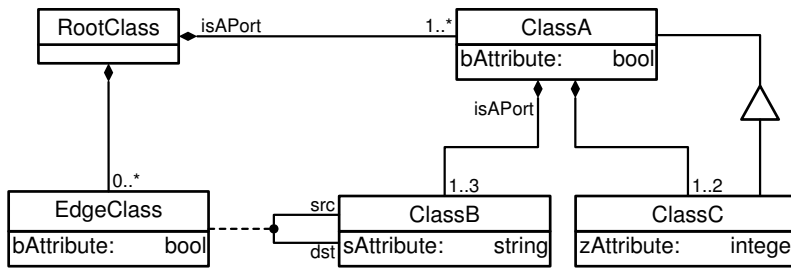 RootClass
isAPort
1..*
ClassA
bAttribute: bool
isAPort
0..*
1..3
1..2
EdgeClass
bAttribute: bool
src
dst
ClassB
sAttribute: string
ClassC
zAttribute: intege